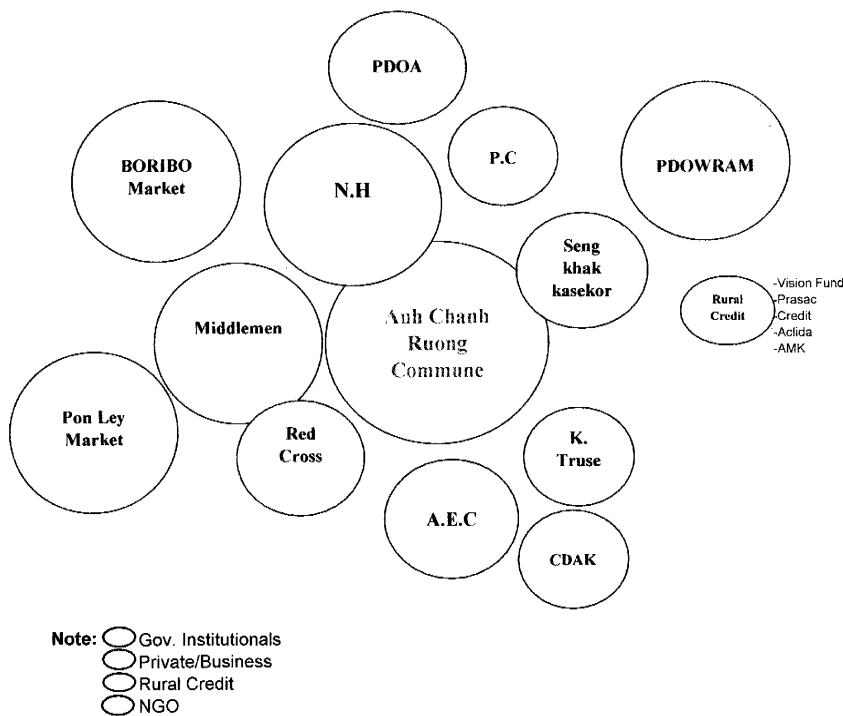 PDOA
P.C
BORIBO
Market
PDOWRAM
N.H
Seng
khak
kasekor
Rural
Credit
-Vision Fund
-Prasac
-Credit
-Aclida
-AMK
Middlemen
Auh Chanh
Ruong
Commune
Pon Ley
Market
Red
Cross
K.
Truse
A.E.C
CDAK
Note:
Gov. Institutionals
Private/Business
Rural Credit
NGO